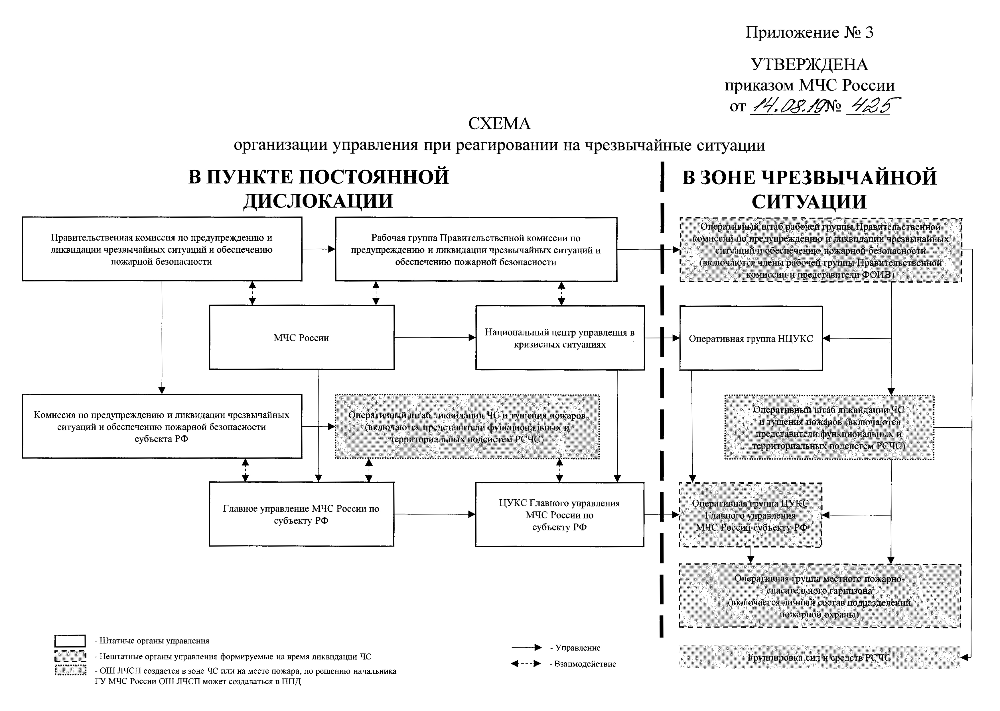 Приложение № 3
УТВЕРЖДЕНА
приказом МЧС России
от 14.08.19 № 425
СХЕМА
организации управления при реагировании на чрезвычайные ситуации
В ПУНКТЕ ПОСТОЯННОЙ
ДИСЛОКАЦИИ
В ЗОНЕ ЧРЕЗВЫЧАЙНОЙ
СИТУАЦИИ
Правительственная комиссия по предупреждению и
ликвидации чрезвычайных ситуаций и обеспечению
пожарной безопасности
Рабочая группа Правительственной комиссии по
предупреждению и ликвидации чрезвычайных ситуаций и
обеспечению пожарной безопасности
Оперативный штаб рабочей группы Правительственной
комиссии по предупреждению и ликвидации чрезвычайных
ситуаций и обеспечению пожарной безопасности
(включаются члены рабочей группы Правительственной
комиссии и представители ФОИВ)
МЧС России
Национальный центр управления в
кризисных ситуациях
Оперативная группа НЦУКС
Комиссия по предупреждению и ликвидации чрезвычайных
ситуаций и обеспечению пожарной безопасности
субъекта РФ
Оперативный штаб ликвидации ЧС и тушения пожаров
(включаются представители функциональных и
территориальных подсистем РСЧС)
Оперативный штаб ликвидации ЧС
и тушения пожаров (включаются
представители функциональных и
территориальных подсистем РСЧС)
Главное управление МЧС России по
субъекту РФ
ЦУКС Главного управления
МЧС России по
субъекту РФ
Оперативная группа ЦУКС
Главного управления
МЧС России субъекту РФ
Оперативная группа местного пожарно-
спасательного гарнизона
(включается личный состав подразделений
пожарной охраны)
Группировка сил и средств РСЧС
- Штатные органы управления
- Нештатные органы управления формируемые на время ликвидации ЧС
- ОШ ЛЧСП создается в зоне ЧС или на месте пожара, по решению начальника
ГУ МЧС России ОШ ЛЧСП может создаваться в ППД
- Управление
- Взаимодействие